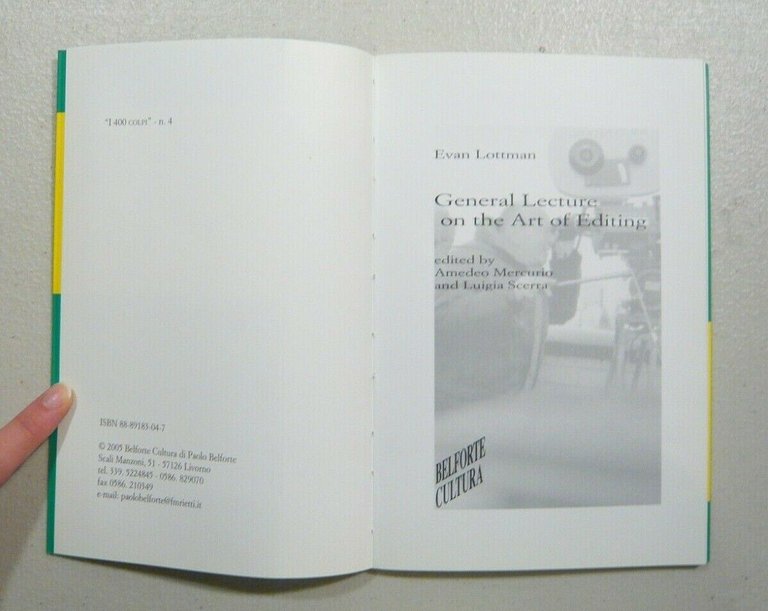 "I 400 COLPI" - n. 4
ISBN 88-89183-04-7
© 2005 Belforte Cultura di Paolo Belforte
Scali Manzoni, 51 - 57126 Livorno
tel. 339. 5224845 - 0586. 829070
fax 0586. 210349
e-mail: paolobelforte@fsorietti.it
Evan Lottman
General Lecture
on the Art of Editing
edited by
Amedeo Mercurio
and Luigia Scerra
BELFORTE
CULTURA